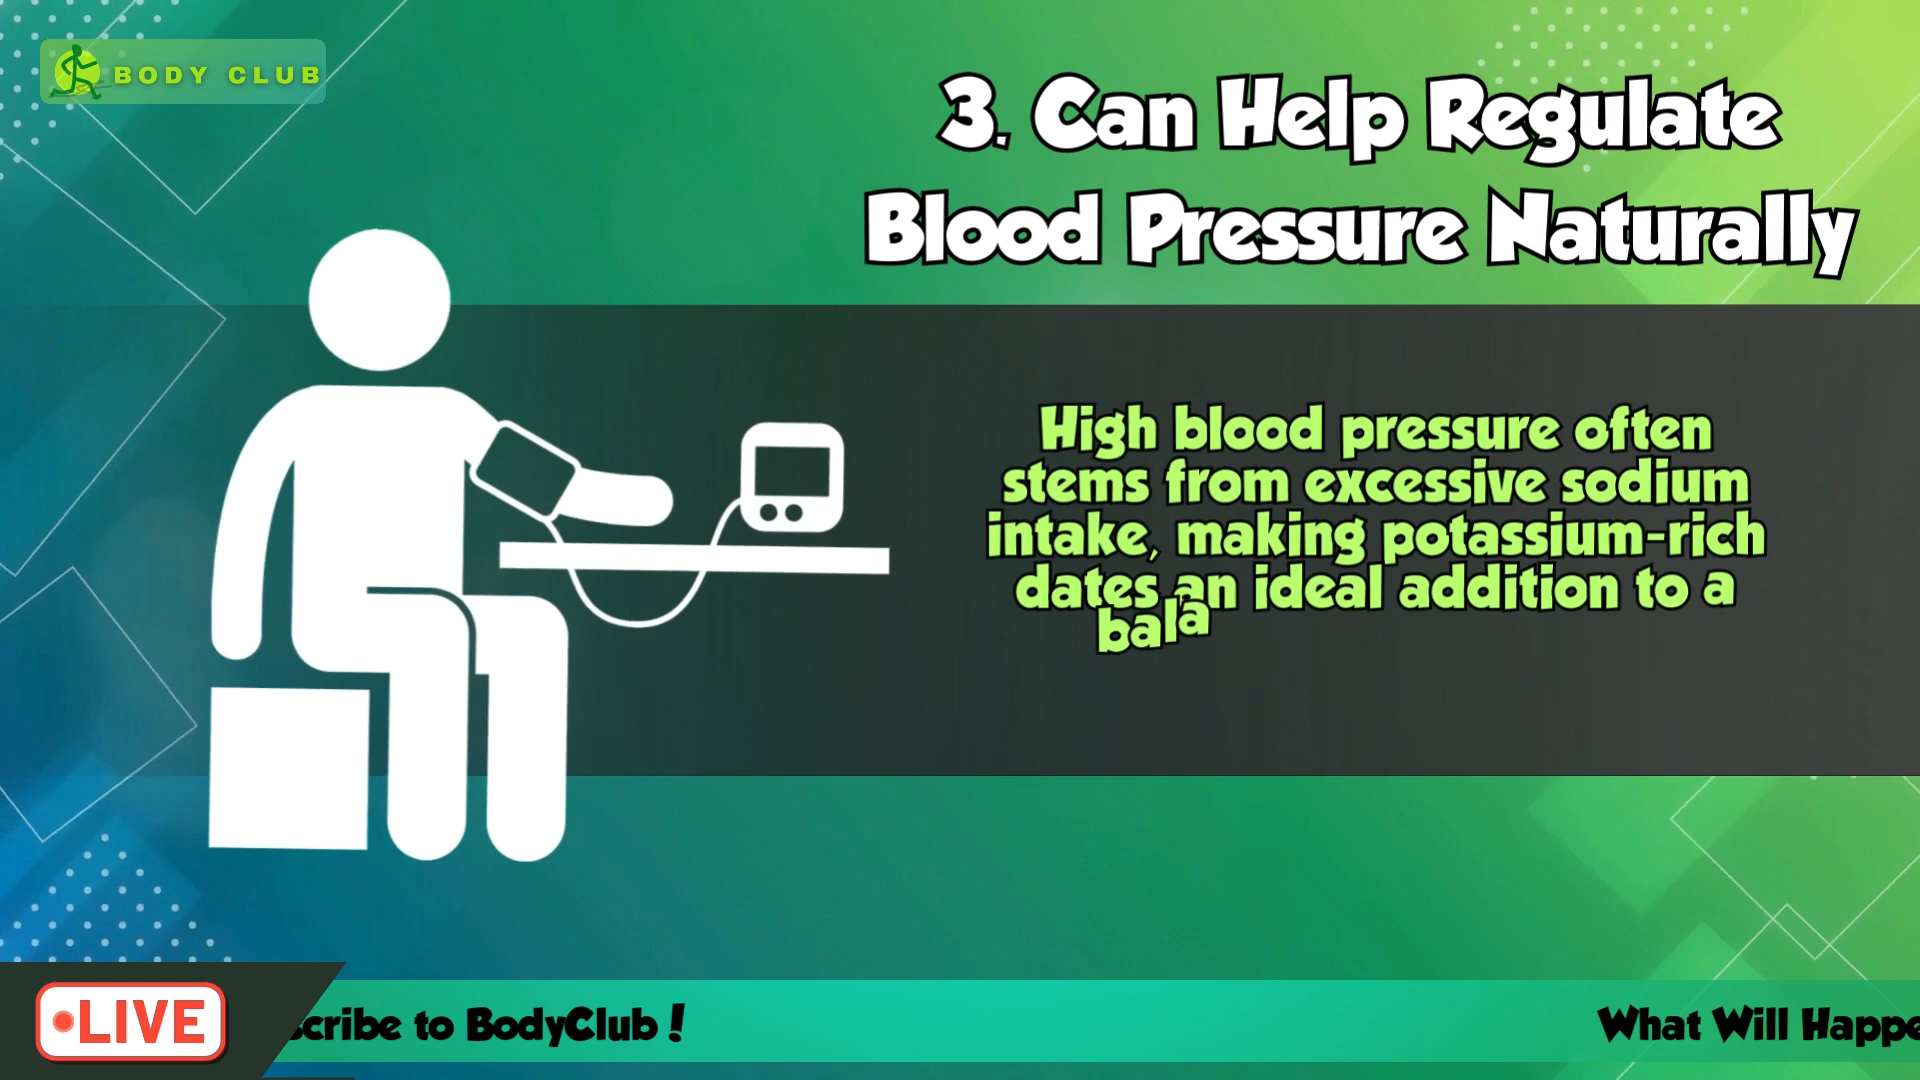 BODY CLUB
3. Can Help Regulate
Blood Pressure Naturally
High blood pressure often
stems from excessive sodium
intake, making potassium-rich
dates an ideal addition to a
bala
LIVE
scribe to BodyClub!
What Will Happe